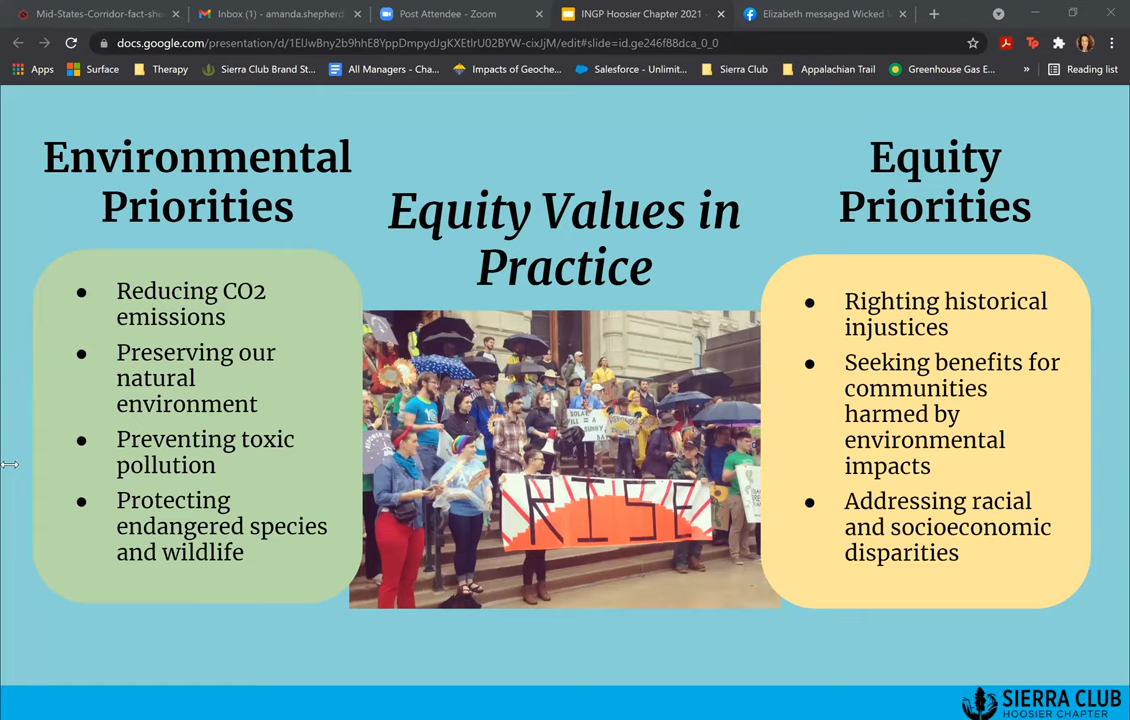 Mid-States-Corridor-fact-she
Inbox (1) - amanda.shepherd
Post Attendee - Zoom
INGP Hoosier Chapter 2021 -
Elizabeth messaged Wicked
docs.google.com/presentation/d/1ElJwBny2b9hhE8YppDmpydJgKXEtlrU02BYW-cixJjM/edit#slide=id.ge246f88dca_0_0
Apps
Surface
Therapy
Sierra Club Brand St...
All Managers - Cha...
Impacts of Geoche...
Salesforce - Unlimit...
Sierra Club
Appalachian Trail
Greenhouse Gas E...
»
Reading list
Environmental
Priorities
• Reducing CO2
emissions
• Preserving our
natural
environment
• Preventing toxic
pollution
• Protecting
endangered species
and wildlife
Equity Values in
Practice
RISE
Equity
Priorities
• Righting historical
injustices
• Seeking benefits for
communities
harmed by
environmental
impacts
• Addressing racial
and socioeconomic
disparities
SIERRA CLUB
HOOSIER CHAPTER